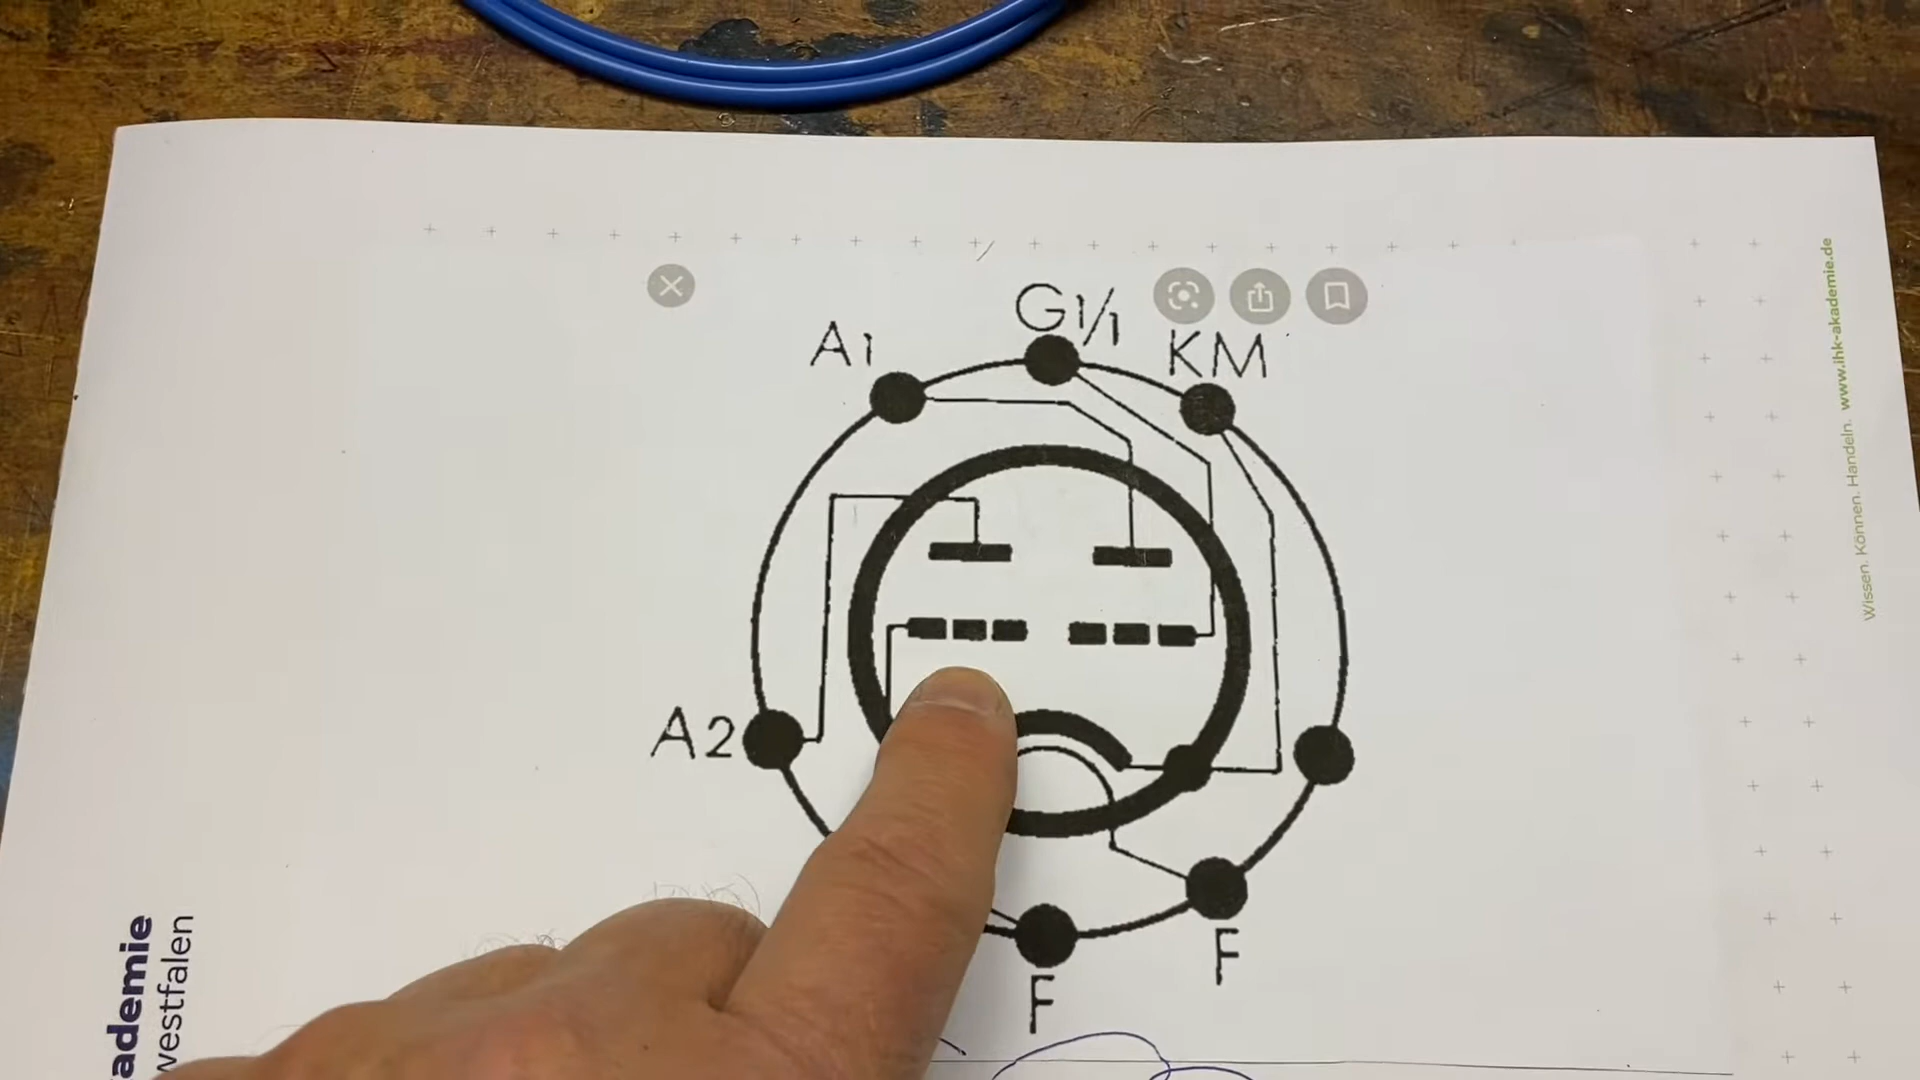 G1/1
A1
KM
A2
F
F
Wissen. Können. Handeln. www.ihk-akademie.de
ademie
westfalen